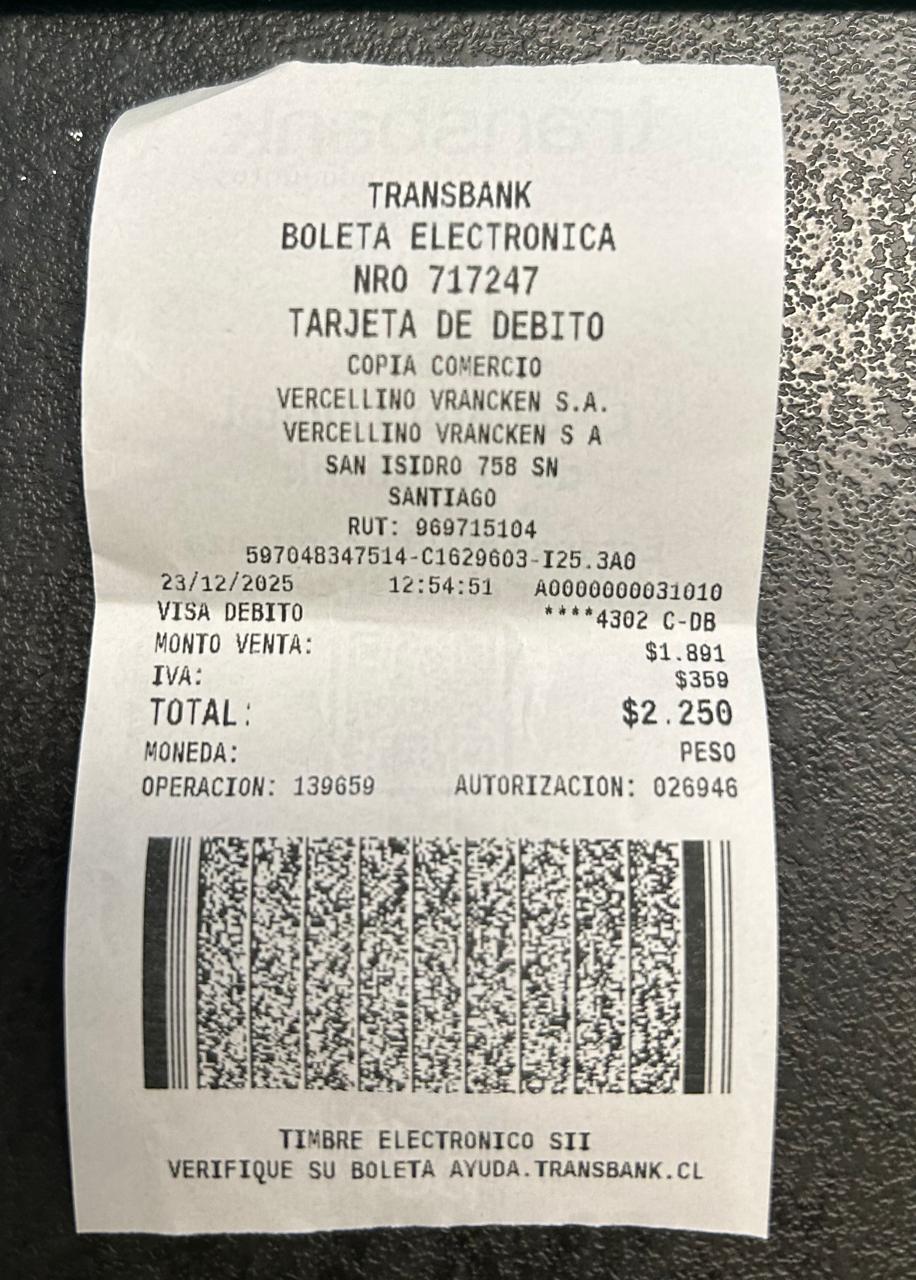 TRANSBANK
BOLETA ELECTRONICA
NRO 717247
TARJETA DE DEBITO
COPIA COMERCIO
VERCELLINO VRANCKEN S.A.
VERCELLINO VRANCKEN S A
SAN ISIDRO 758 SN
SANTIAGO
RUT: 969715104
597048347514-C1629603-I25.3A0
23/12/2025 12:54:51 A0000000031010
VISA DEBITO ****4302 C-DB
MONTO VENTA: $1.891
IVA: $359
TOTAL: $2.250
MONEDA: PESO
OPERACION: 139659 AUTORIZACION: 026946
TIMBRE ELECTRONICO SII
VERIFIQUE SU BOLETA AYUDA.TRANSBANK.CL